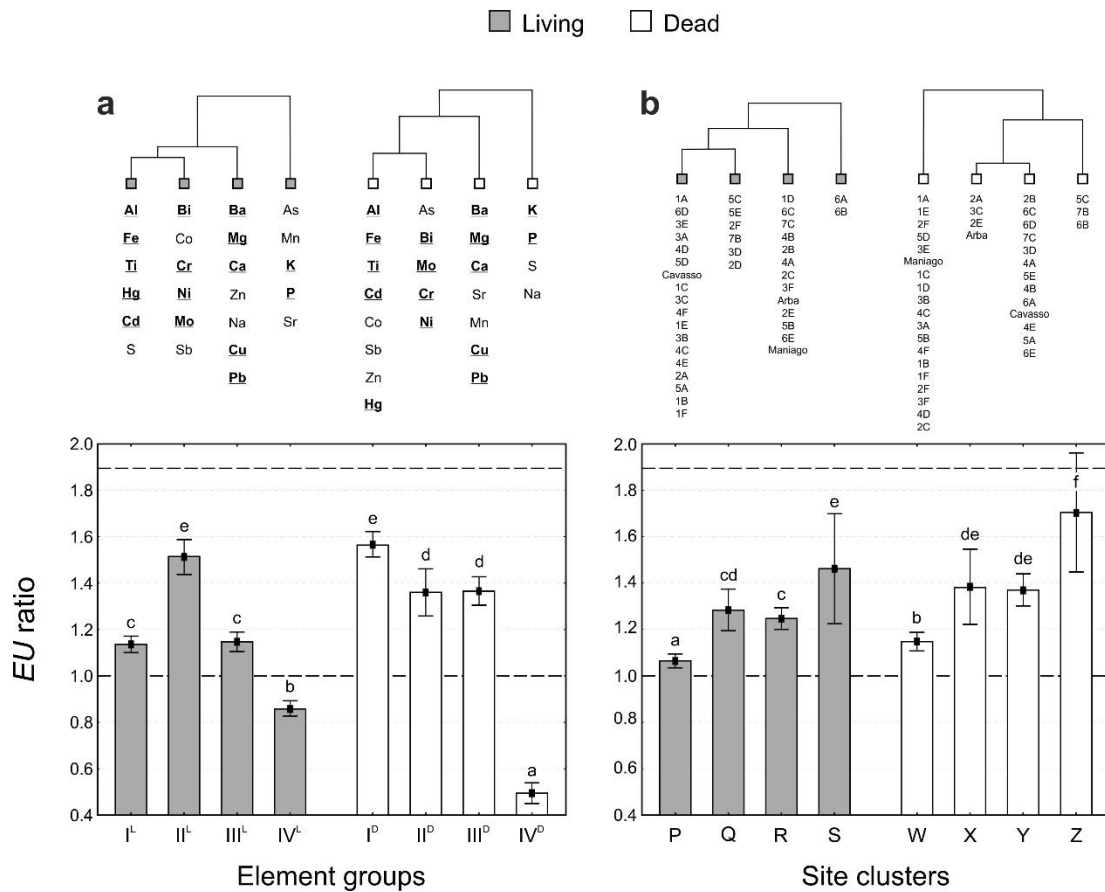 Living Dead
a
Al
Fe
Ti
Hg
Cd
S
Bi
Co
Cr
Ni
Mo
Sb
Ba
Mg
Ca
Zn
Na
Cu
Pb
As
Mn
K
P
Sr
Al
Fe
Ti
Cd
Co
Sb
Zn
Hg
As
Bi
Mo
Cr
Ni
Ba
Mg
Ca
Sr
Mn
Cu
Pb
K
P
S
Na
b
1A
6D
3E
3A
4D
5D
Cavasso
1C
3C
4F
1E
3B
4C
4E
2A
5A
1B
1F
5C
5E
2F
7B
3D
2D
1D
6C
7C
4B
2B
4A
2C
3F
Arba
2E
5B
6E
Maniago
6A
6B
1A
1E
2F
5D
3E
Maniago
1C
1D
3B
4C
3A
5B
4F
1B
1F
2F
3F
4D
2C
2A
3C
2E
Arba
2B
6C
6D
7C
3D
4A
5E
4B
6A
Cavasso
4E
5A
6E
5C
7B
6B
EU ratio
2.0
1.8
1.6
1.4
1.2
1.0
0.8
0.6
0.4
c
e
c
b
e
d
d
a
I^L II^L III^L IV^L I^D II^D III^D IV^D
Element groups
2.0
1.8
1.6
1.4
1.2
1.0
0.8
0.6
0.4
a
cd
c
e
b
de
de
f
P Q R S W X Y Z
Site clusters